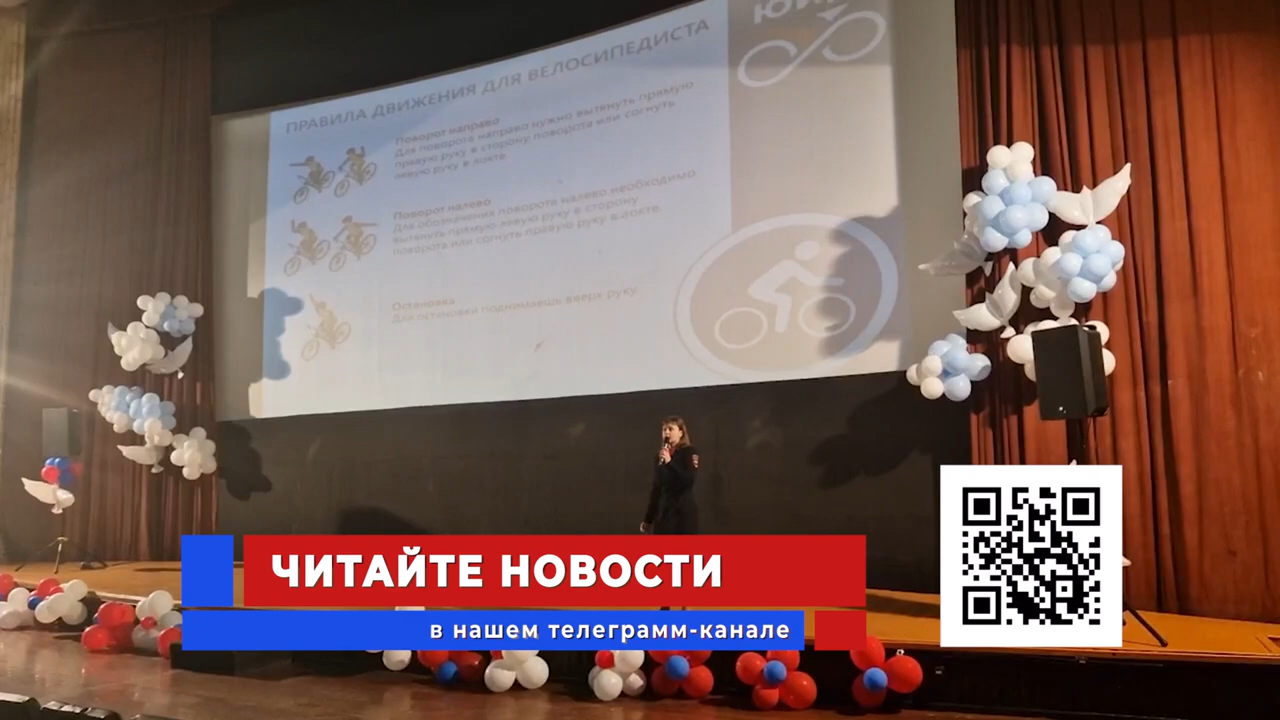 ЮИ
ПРАВИЛА ДВИЖЕНИЯ ДЛЯ ВЕЛОСИПЕДИСТА
Поворот направо
Для поворота направо нужно вытянуть прямую
правую руку в сторону поворота или согнуть
левую руку в локте
Поворот налево
Для обозначения поворота налево необходимо
вытянуть прямую левую руку в сторону
поворота или согнуть правую руку в локте.
Остановка
Для остановки поднимаешь вверх руку
ЧИТАЙТЕ НОВОСТИ
в нашем телеграмм-канале